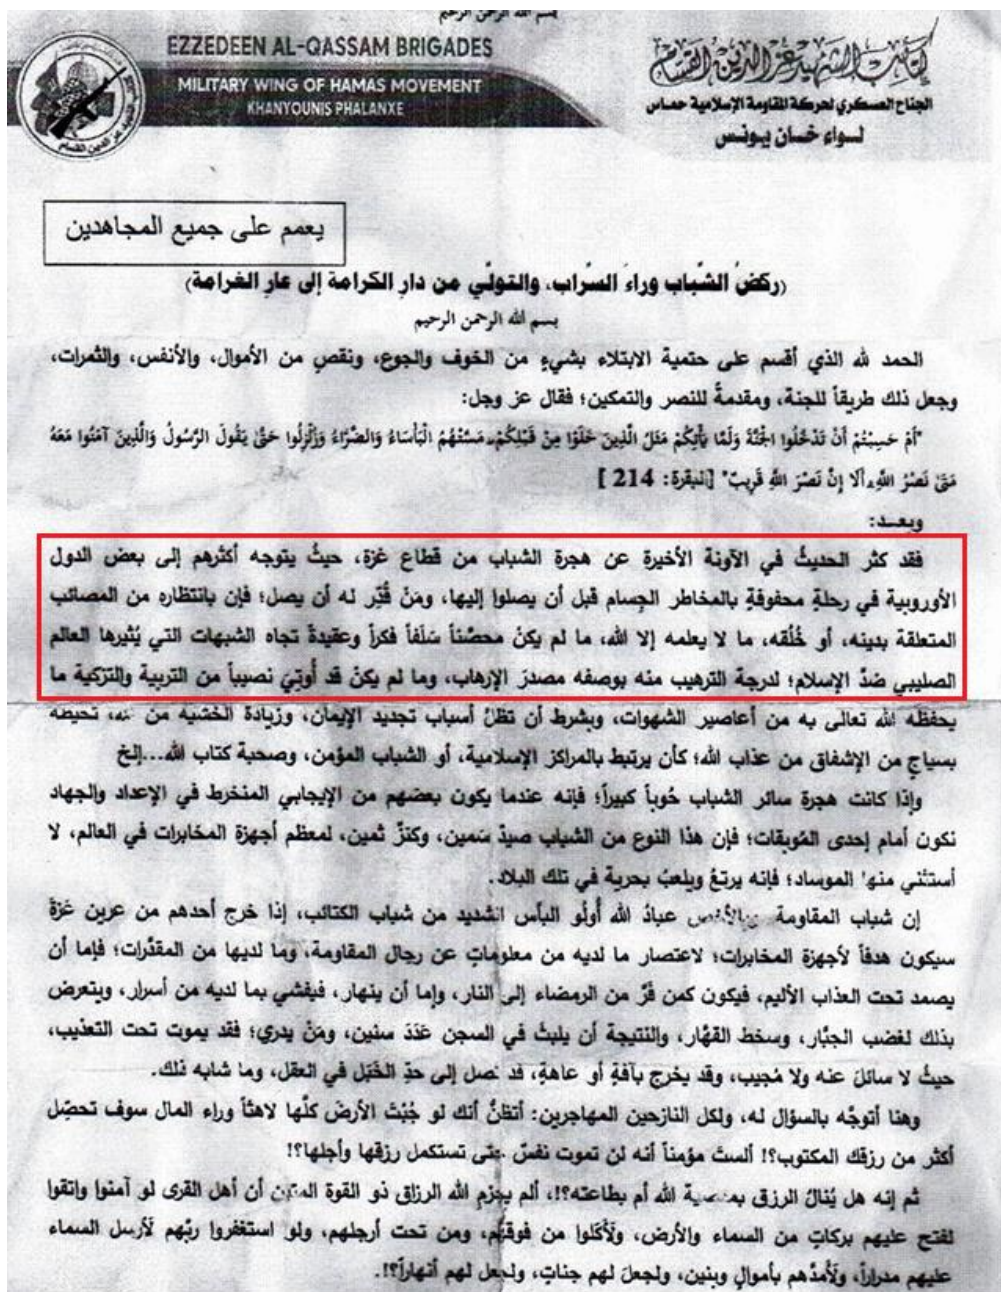 بسم الله الرحمن الرحيم
EZZEDEEN AL-QASSAM BRIGADES
MILITARY WING OF HAMAS MOVEMENT
KHANYOUNIS PHALANXE
كتائب الشهيد عز الدين القسام
الجناح العسكري لحركة المقاومة الإسلامية حماس
لـواء خـان يـونـس
يعمم على جميع المجاهدين
(ركضُ الشّباب وراءَ السّراب، والتولّي من دارِ الكرامة إلى عارِ الغرامة)
بسم الله الرحمن الرحيم
الحمد لله الذي أقسم على حتمية الابتلاء بشيءٍ من الخوف والجوع، ونقصٍ من الأموال، والأنفس، والثمرات،
وجعل ذلك طريقاً للجنة، ومقدمةً للنصر والتمكين؛ فقال عز وجل:
"أَمْ حَسِبْتُمْ أَنْ تَدْخُلُوا الْجَنَّةَ وَلَمَّا يَأْتِكُمْ مَثَلُ الَّذِينَ خَلَوْا مِنْ قَبْلِكُمْ مَسَّتْهُمُ الْبَأْسَاءُ وَالضَّرَّاءُ وَزُلْزِلُوا حَتَّىٰ يَقُولَ الرَّسُولُ وَالَّذِينَ آمَنُوا مَعَهُ
مَتَىٰ نَصْرُ اللَّهِ أَلَا إِنَّ نَصْرَ اللَّهِ قَرِيبٌ" [البقرة: 214 ]
وبعـــد:
فقد كثر الحديثُ في الآونة الأخيرة عن هجرة الشباب من قطاع غزة، حيثُ يتوجه أكثرهم إلى بعض الدول
الأوروبية في رحلةٍ محفوفةٍ بالمخاطر الجِسام قبل أن يصلوا إليها، ومَنْ قُدِّر له أن يصل؛ فإن بانتظاره من المصائب
المتعلقة بدينه، أو خُلُقه، ما لا يعلمه إلا الله، ما لم يكنْ محصَّناً سَلَفاً فكراً وعقيدةً تجاه الشبهات التي يُثيرها العالم
الصليبي ضدَّ الإسلام؛ لدرجة الترهيب منه بوصفه مصدرَ الإرهاب، وما لم يكنْ قد أُوتِيَ نصيباً من التربية والتزكية ما
يحفظه الله تعالى به من أعاصير الشهوات، وبشرط أن تظلَّ أسباب تجديد الإيمان، وزيادة الخشية من الله، تحيطه
بسياجٍ من الإشفاق من عذاب الله؛ كأن يرتبط بالمراكز الإسلامية، أو الشباب المؤمن، وصحبة كتاب الله...إلخ
وإذا كانت هجرة سائر الشباب حُوباً كبيراً؛ فإنه عندما يكون بعضهم من الإيجابي المنخرط في الإعداد والجهاد
نكون أمام إحدى المُوبقات؛ فإن هذا النوع من الشباب صيدٌ سَمين، وكنزٌ ثمين، لمعظم أجهزة المخابرات في العالم، لا
أستثني منها الموساد؛ فإنه يرتعُ ويلعبُ بحرية في تلك البلاد.
إن شباب المقاومة وبالأخص عبادُ الله أُولُو البأس الشديد من شباب الكتائب، إذا خرج أحدهم من عرين غزة
سيكون هدفاً لأجهزة المخابرات؛ لاعتصار ما لديه من معلوماتٍ عن رجال المقاومة، وما لديها من المقدَّرات؛ فإما أن
يصمد تحت العذاب الأليم، فيكون كمن فرَّ من الرمضاء إلى النار، وإما أن ينهار، فيفشي بما لديه من أسرار، ويتعرض
بذلك لغضب الجبَّار، وسخط القهَّار، والنتيجة أن يلبثَ في السجن عَدَدَ سنين، ومَنْ يدري؛ فقد يموت تحت التعذيب،
حيثُ لا سائلَ عنه ولا مُجيب، وقد يخرج بآفةٍ أو عاهةٍ، قد تصل إلى حدِّ الخَبَل في العقل، وما شابه ذلك.
وهنا أتوجَّه بالسؤال له، ولكل النازحين المهاجرين: أتظنُّ أنك لو جُبْتَ الأرضَ كلَّها لاهثاً وراء المال سوف تحصِّل
أكثر من رزقك المكتوب؟! ألستَ مؤمناً أنه لن تموت نفسٌ حتى تستكمل رزقها وأجلها؟!
ثم إنه هل يُنالُ الرزق بمعصية الله أم بطاعته؟!، ألم يجزم الله الرزاق ذو القوة المتين أن أهل القرى لو آمنوا واتقوا
لفتح عليهم بركاتٍ من السماء والأرض، ولأكلوا من فوقهم، ومن تحت أرجلهم، ولو استغفروا ربَّهم لأرسل السماء
عليهم مدراراً، ولأمدَّهم بأموالٍ وبنين، ولجعلَ لهم جناتٍ، ولجعل لهم أنهاراً؟!.